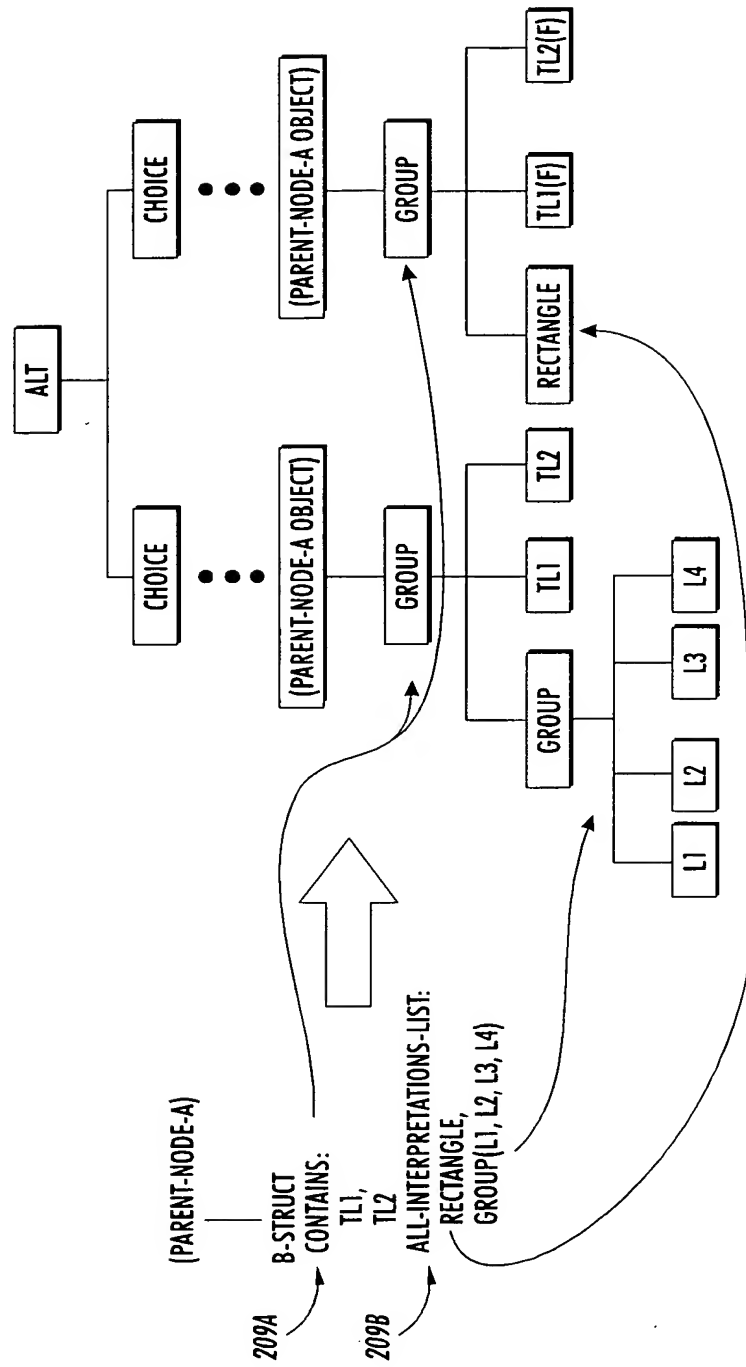 (PARENT-NODE-A)
209A
B-STRUCT
CONTAINS:
TL1,
TL2
209B
ALL-INTERPRETATIONS-LIST:
RECTANGLE,
GROUP(L1, L2, L3, L4)
ALT
CHOICE
CHOICE
(PARENT-NODE-A OBJECT)
(PARENT-NODE-A OBJECT)
GROUP
GROUP
GROUP
TL1
TL2
RECTANGLE
TL1(F)
TL2(F)
L1
L2
L3
L4